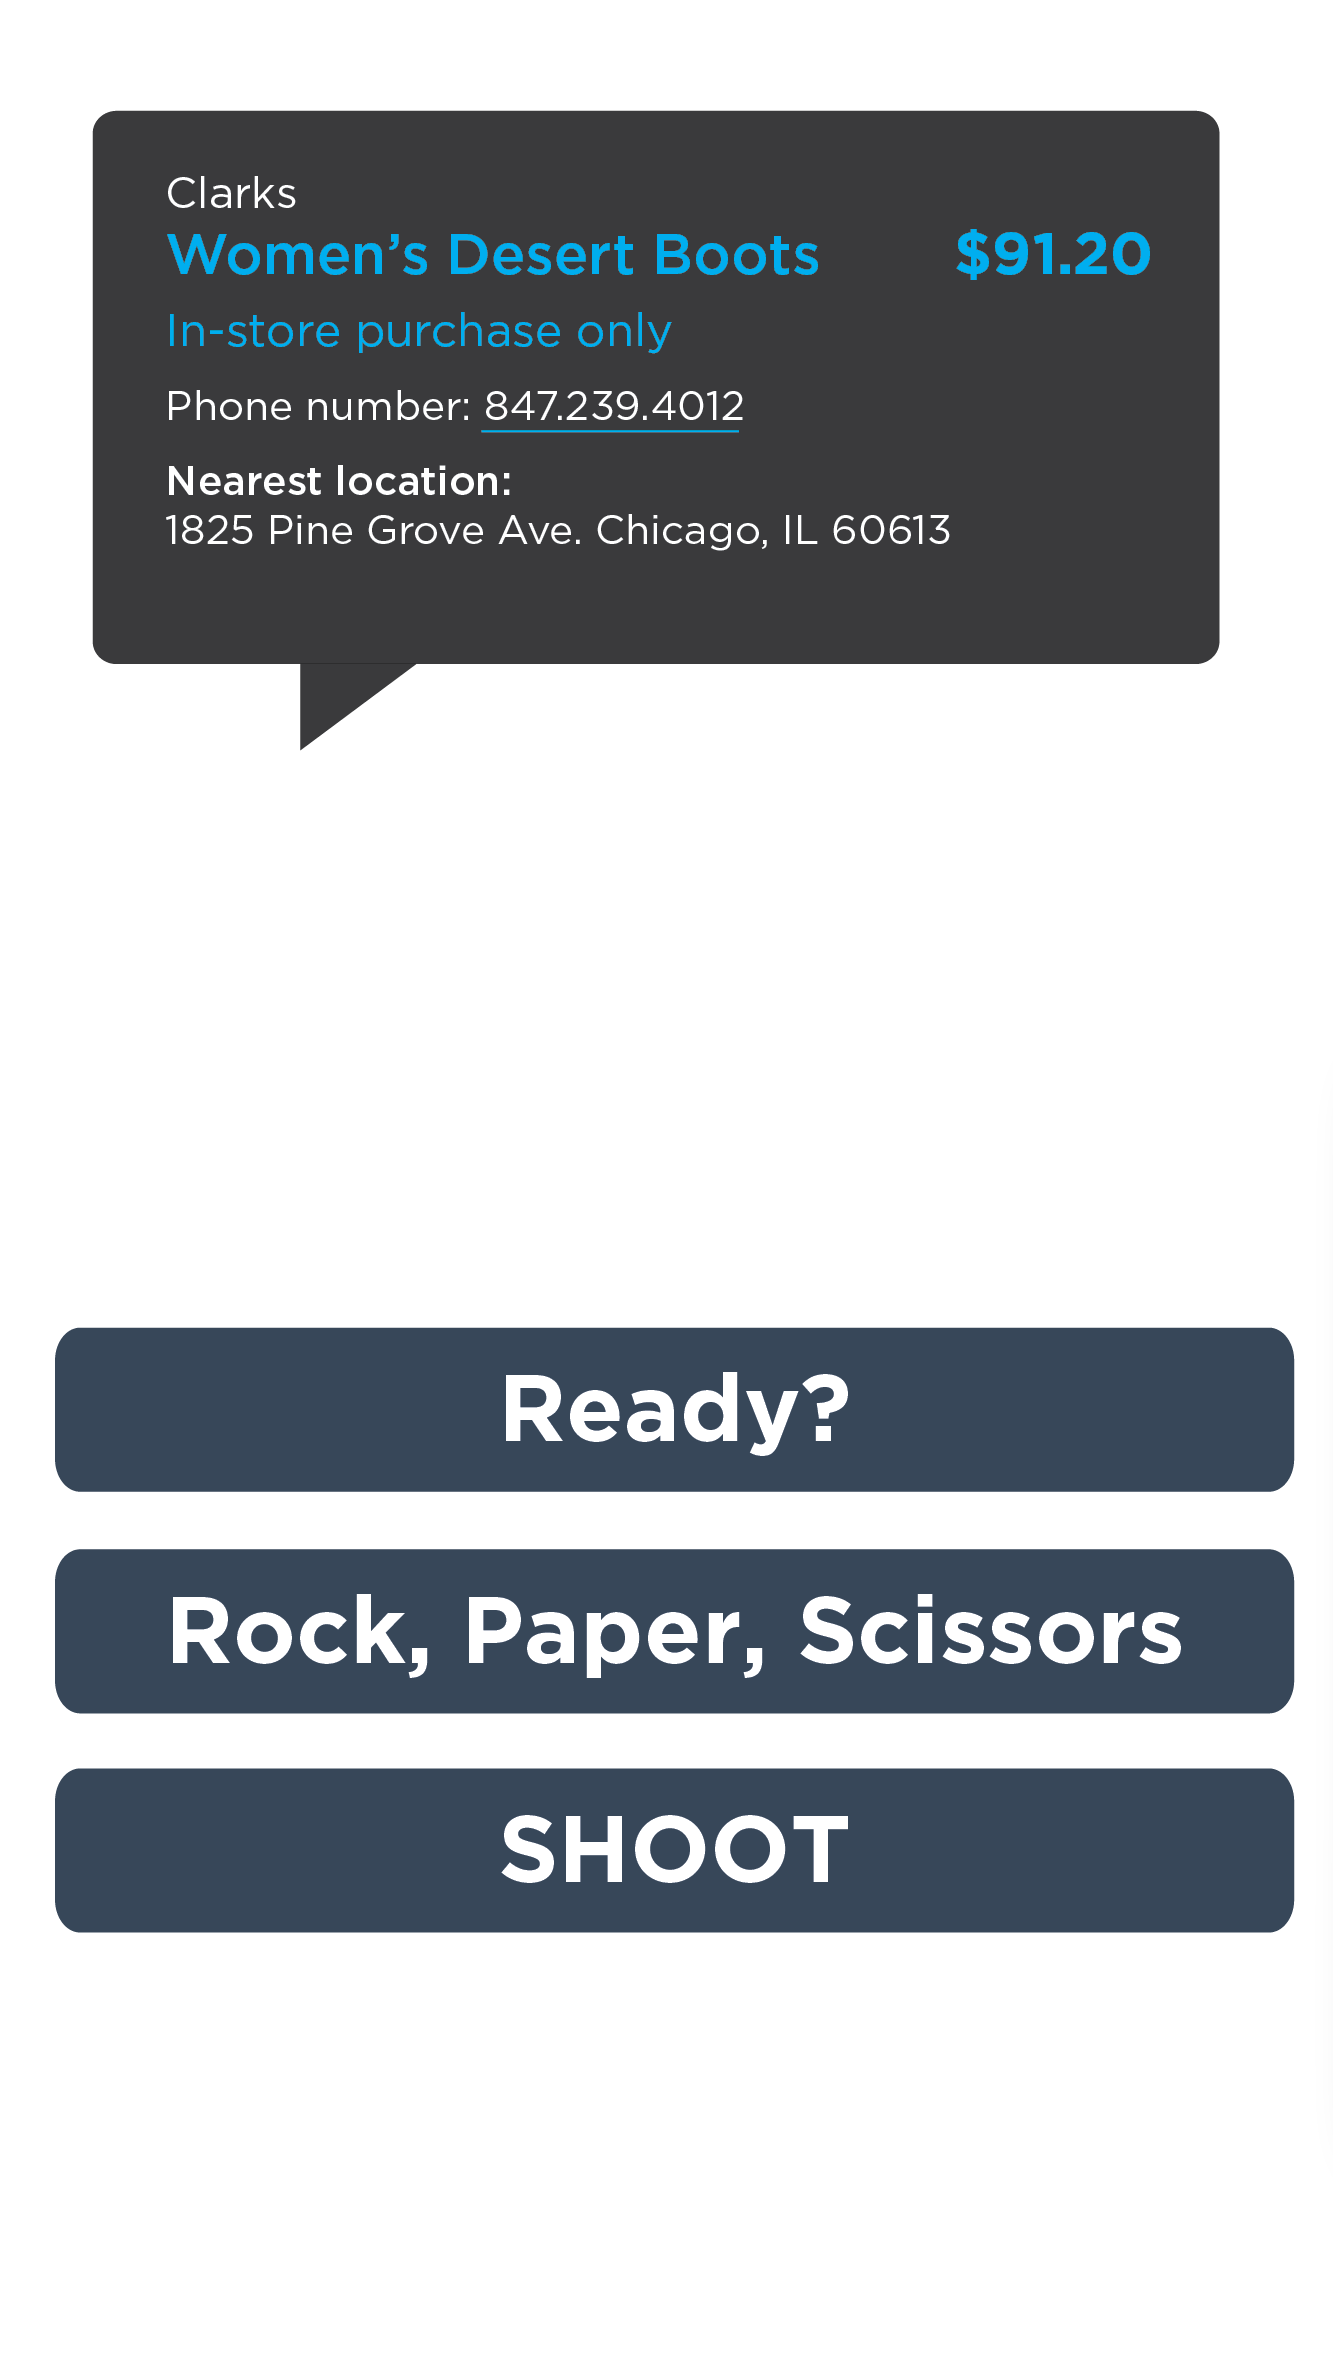 Clarks
Women’s Desert Boots $91.20
In-store purchase only
Phone number: 847.239.4012
Nearest location:
1825 Pine Grove Ave. Chicago, IL 60613
Ready?
Rock, Paper, Scissors
SHOOT